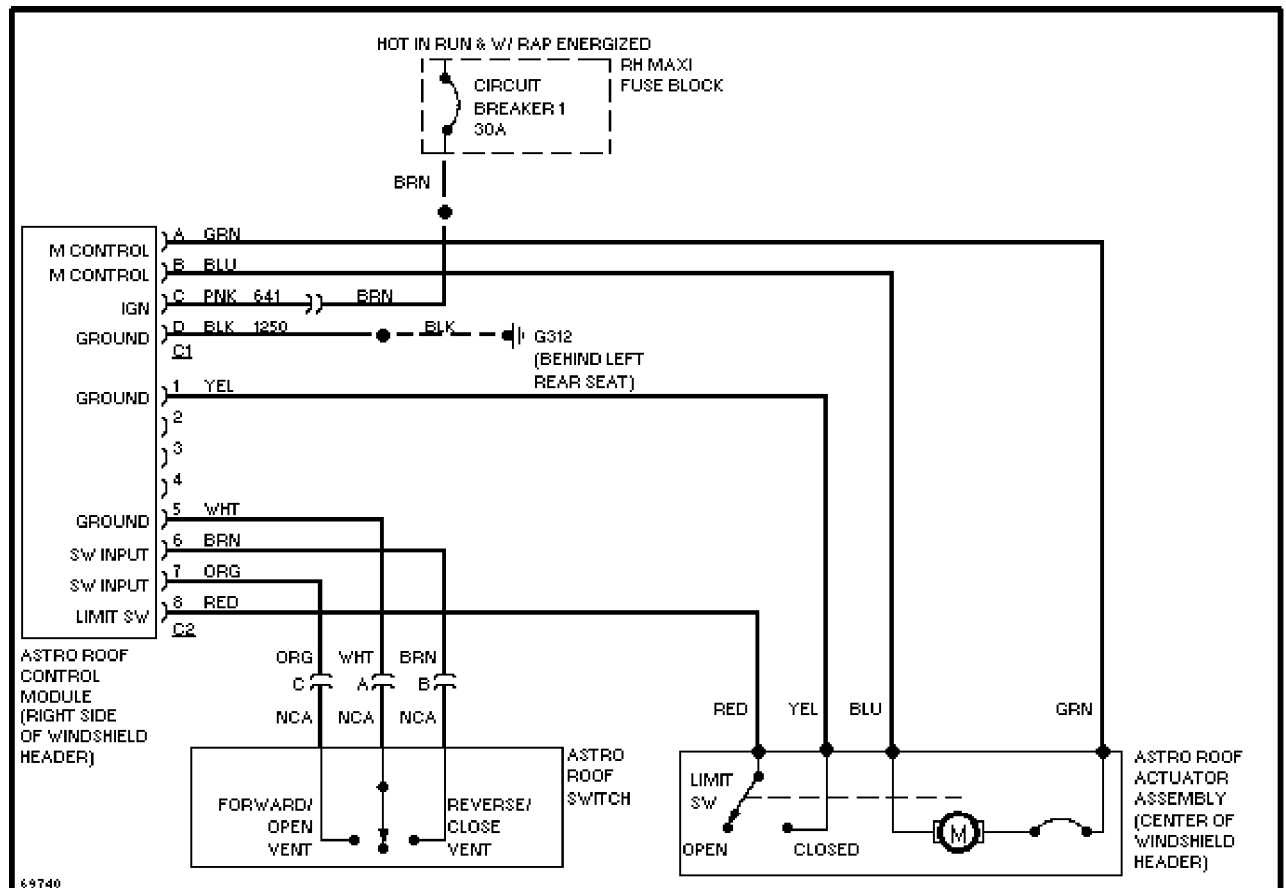 HOT IN RUN & W/ RAP ENERGIZED
RH MAXI
FUSE BLOCK
CIRCUIT
BREAKER 1
30A
BRN
M CONTROL
A GRN
M CONTROL
B BLU
IGN
C PNK 641 BRN
GROUND
D BLK 1250 BLK
C1
G312
(BEHIND LEFT
REAR SEAT)
GROUND
1 YEL
2
3
4
GROUND
5 WHT
SW INPUT
6 BRN
SW INPUT
7 ORG
LIMIT SW
8 RED
C2
ASTRO ROOF
CONTROL
MODULE
(RIGHT SIDE
OF WINDSHIELD
HEADER)
ORG WHT BRN
C A B
NCA NCA NCA
FORWARD/
OPEN
VENT
REVERSE/
CLOSE
VENT
ASTRO
ROOF
SWITCH
RED YEL BLU GRN
LIMIT
SW
OPEN CLOSED
M
ASTRO ROOF
ACTUATOR
ASSEMBLY
(CENTER OF
WINDSHIELD
HEADER)
69740